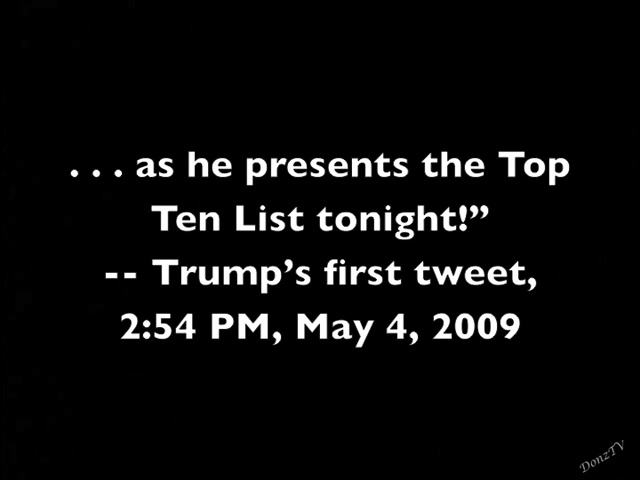 . . . as he presents the Top
Ten List tonight!”
-- Trump’s first tweet,
2:54 PM, May 4, 2009
DonzTV